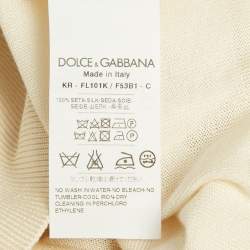 DOLCE & GABBANA
Made in Italy
KR - FL101K / F53B1 - C
100% SETA-SILK-SEDA-SOIE
NO WASH IN WATER-NO BLEACH-NO
TUMBLER-COOL IRON-DRY
CLEANING IN PERCHLORO
ETHYLENE